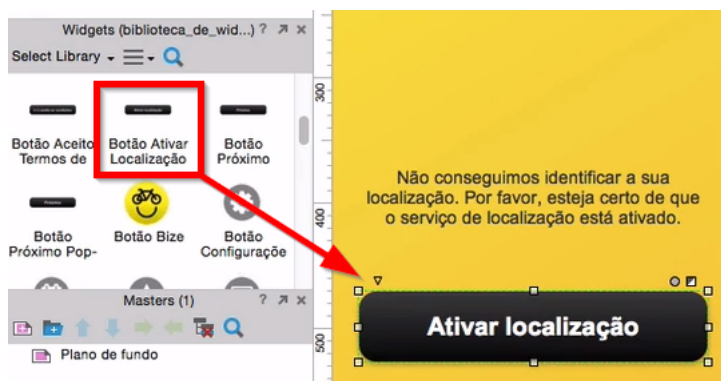 Widgets (biblioteca_de_wid...) ?
Select Library
Botão Aceito
Termos de
Botão Ativar
Localização
Botão
Próximo
Botão
Próximo Pop-
Botão Bize
Botão
Configuraçõe
Masters (1) ?
Plano de fundo
300
400
500
Não conseguimos identificar a sua
localização. Por favor, esteja certo de que
o serviço de localização está ativado.
Ativar localização